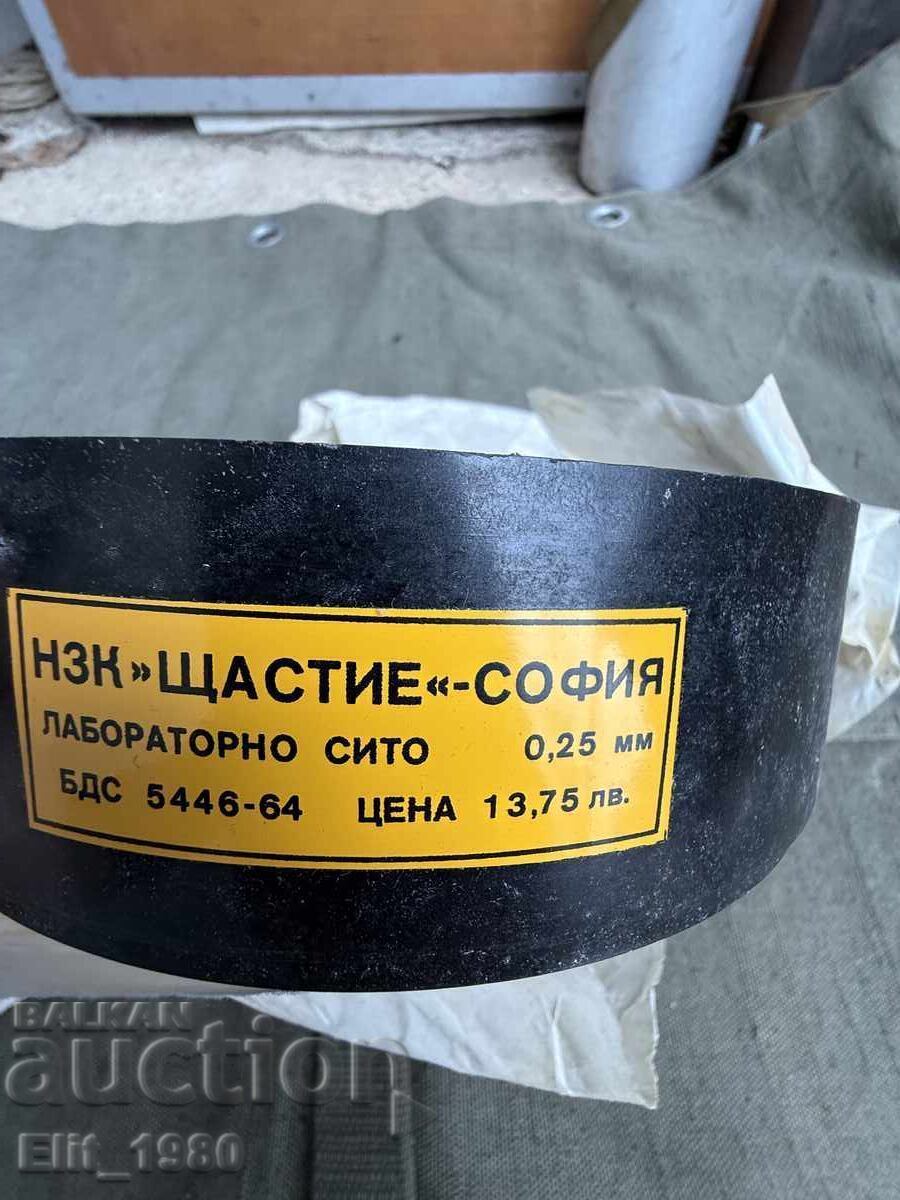 НЗК»ЩАСТИЕ«-СОФИЯ
ЛАБОРАТОРНО СИТО 0,25 мм
БДС 5446-64 ЦЕНА 13,75 лв.
BALKAN
auction
Elit_1980